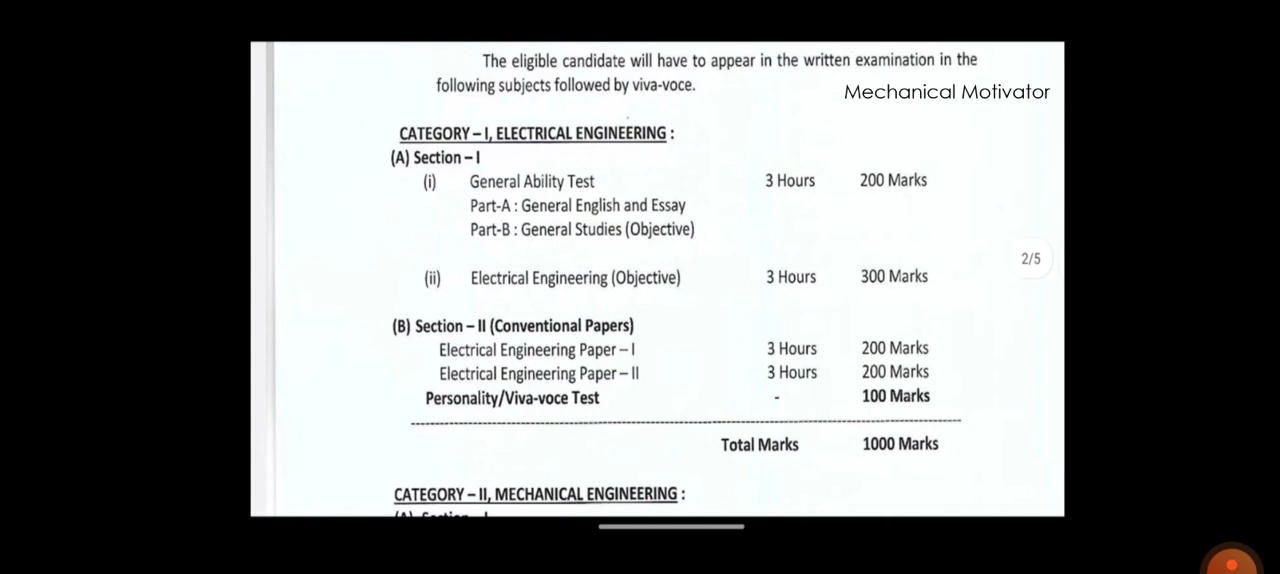 The eligible candidate will have to appear in the written examination in the
following subjects followed by viva-voce.
Mechanical Motivator
CATEGORY – I, ELECTRICAL ENGINEERING :
(A) Section – I
(i) General Ability Test 3 Hours 200 Marks
Part-A : General English and Essay
Part-B : General Studies (Objective)
2/5
(ii) Electrical Engineering (Objective) 3 Hours 300 Marks
(B) Section – II (Conventional Papers)
Electrical Engineering Paper – I 3 Hours 200 Marks
Electrical Engineering Paper – II 3 Hours 200 Marks
Personality/Viva-voce Test - 100 Marks
Total Marks 1000 Marks
CATEGORY – II, MECHANICAL ENGINEERING :
(A) Section – I